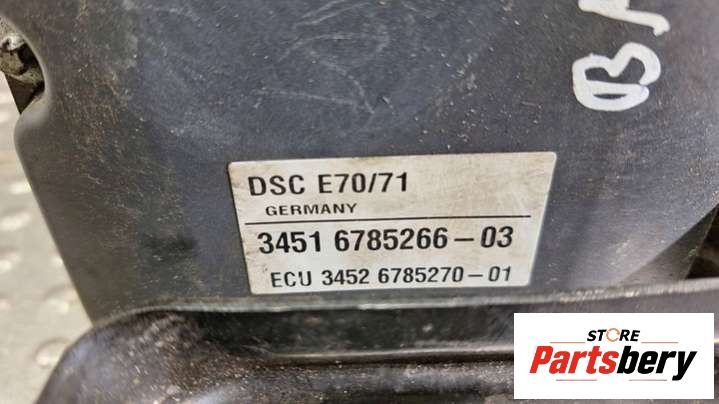 DSC E70/71
GERMANY
3451 6785266-03
ECU 3452 6785270-01
STORE
Partsbery